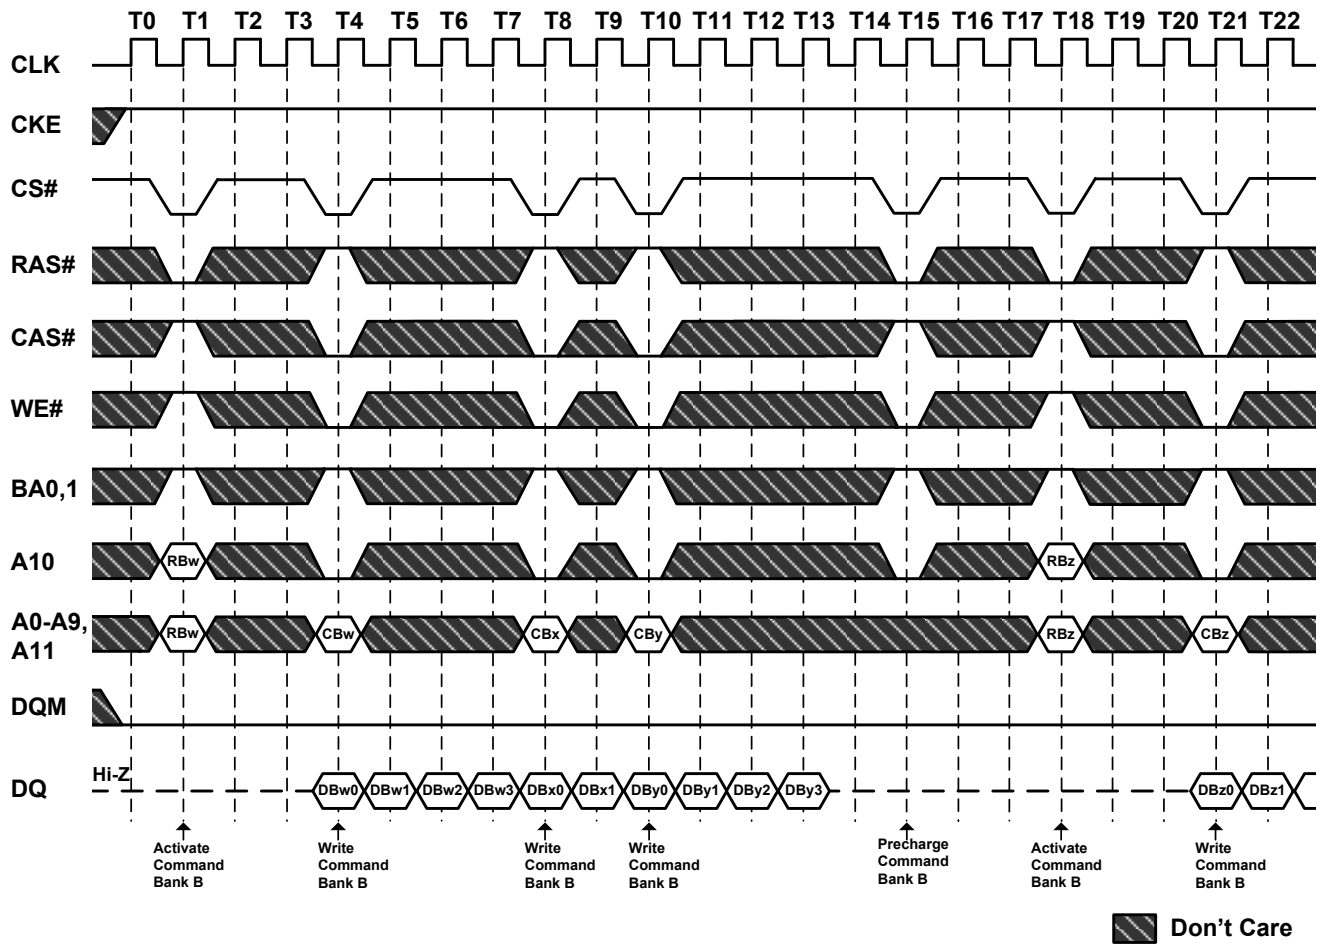 T0 T1 T2 T3 T4 T5 T6 T7 T8 T9 T10 T11 T12 T13 T14 T15 T16 T17 T18 T19 T20 T21 T22
CLK
CKE
CS#
RAS#
CAS#
WE#
BA0,1
A10 RBw RBz
A0-A9,
A11 RBw CBw CBx CBy RBz CBz
DQM
Hi-Z
DQ DBw0 DBw1 DBw2 DBw3 DBx0 DBx1 DBy0 DBy1 DBy2 DBy3 DBz0 DBz1
Activate Write Write Write Precharge Activate Write
Command Command Command Command Command Command Command
Bank B Bank B Bank B Bank B Bank B Bank B Bank B
Don't Care